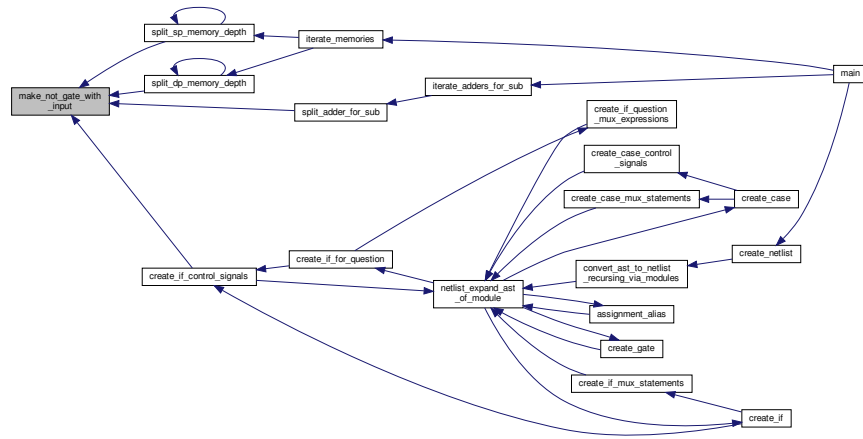 split_sp_memory_depth
iterate_memories
main
split_dp_memory_depth
make_not_gate_with
_input
iterate_adders_for_sub
split_adder_for_sub
create_if_question
_mux_expressions
create_case_control
_signals
create_case_mux_statements
create_case
create_netlist
create_if_for_question
create_if_control_signals
convert_ast_to_netlist
_recursing_via_modules
netlist_expand_ast
_of_module
assignment_alias
create_gate
create_if_mux_statements
create_if